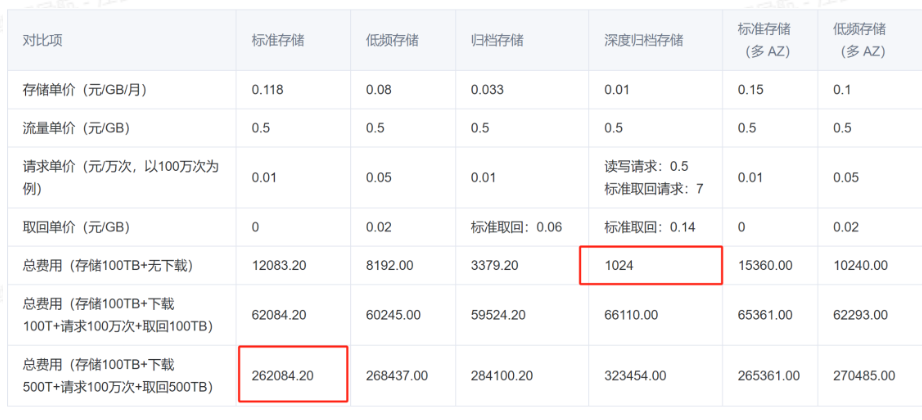 对比项 标准存储 低频存储 归档存储 深度归档存储 标准存储（多 AZ） 低频存储（多 AZ）
存储单价（元/GB/月） 0.118 0.08 0.033 0.01 0.15 0.1
流量单价（元/GB） 0.5 0.5 0.5 0.5 0.5 0.5
请求单价（元/万次，以100万次为例） 0.01 0.05 0.01 读写请求：0.5 标准取回请求：7 0.01 0.05
取回单价（元/GB） 0 0.02 标准取回：0.06 标准取回：0.14 0 0.02
总费用（存储100TB+无下载） 12083.20 8192.00 3379.20 1024 15360.00 10240.00
总费用（存储100TB+下载100T+请求100万次+取回100TB） 62084.20 60245.00 59524.20 66110.00 65361.00 62293.00
总费用（存储100TB+下载500T+请求100万次+取回500TB） 262084.20 268437.00 284100.20 323454.00 265361.00 270485.00